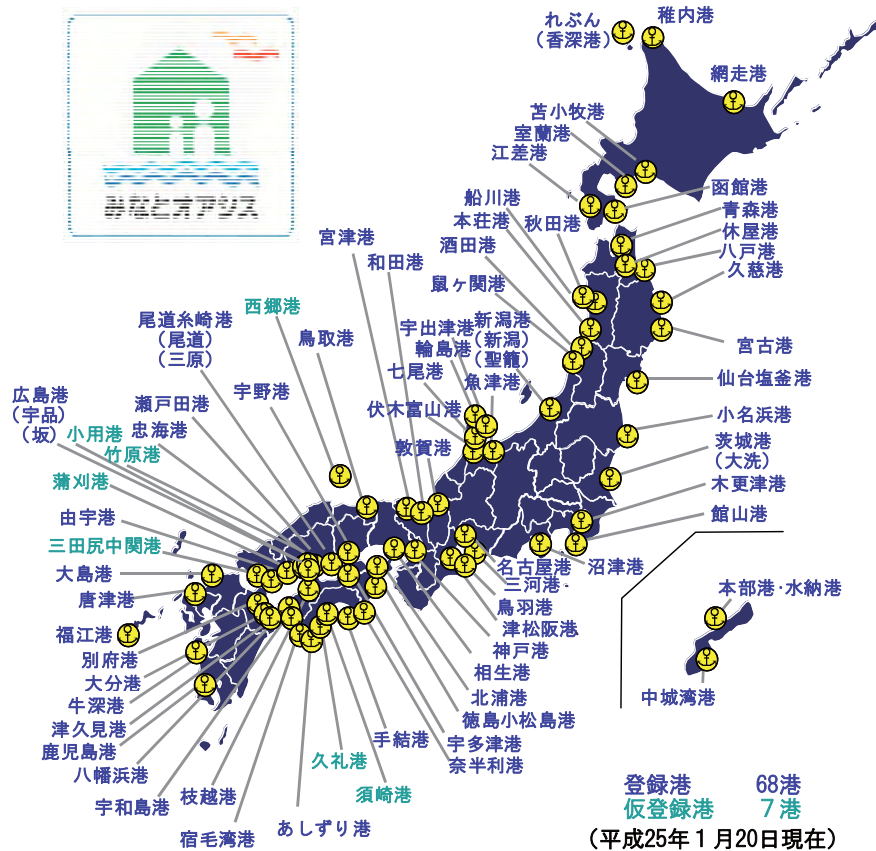 みなとオアシス
れぶん
（香深港）
稚内港
網走港
苫小牧港
室蘭港
江差港
函館港
青森港
休屋港
八戸港
久慈港
船川港
本荘港
秋田港
酒田港
鼠ヶ関港
宮津港
和田港
宮古港
仙台塩釜港
小名浜港
茨城港
（大洗）
木更津港
館山港
西郷港
鳥取港
宇出津港
輪島港
七尾港
新潟港
（新潟）
（聖籠）
魚津港
伏木富山港
敦賀港
尾道糸崎港
（尾道）
（三原）
宇野港
広島港
（宇品）
（坂）
瀬戸田港
忠海港
小用港
竹原港
蒲刈港
由宇港
三田尻中関港
大島港
唐津港
福江港
別府港
大分港
牛深港
津久見港
鹿児島港
八幡浜港
宇和島港
枝越港
宿毛湾港
あしずり港
久礼港
須崎港
手結港
奈半利港
宇多津港
徳島小松島港
北浦港
相生港
神戸港
津松阪港
鳥羽港
三河港
名古屋港
沼津港
本部港・水納港
中城湾港
登録港 68港
仮登録港 ７港
（平成25年１月20日現在）